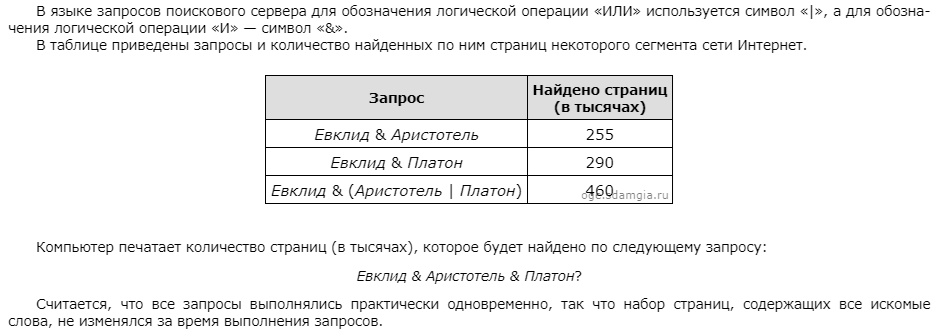 В языке запросов поискового сервера для обозначения логической операции «ИЛИ» используется символ «|», а для обозна-
чения логической операции «И» — символ «&».
В таблице приведены запросы и количество найденных по ним страниц некоторого сегмента сети Интернет.
Запрос
Найдено страниц
(в тысячах)
Евклид & Аристотель
255
Евклид & Платон
290
Евклид & (Аристотель | Платон)
460
oge.sdamgia.ru
Компьютер печатает количество страниц (в тысячах), которое будет найдено по следующему запросу:
Евклид & Аристотель & Платон?
Считается, что все запросы выполнялись практически одновременно, так что набор страниц, содержащих все искомые
слова, не изменялся за время выполнения запросов.